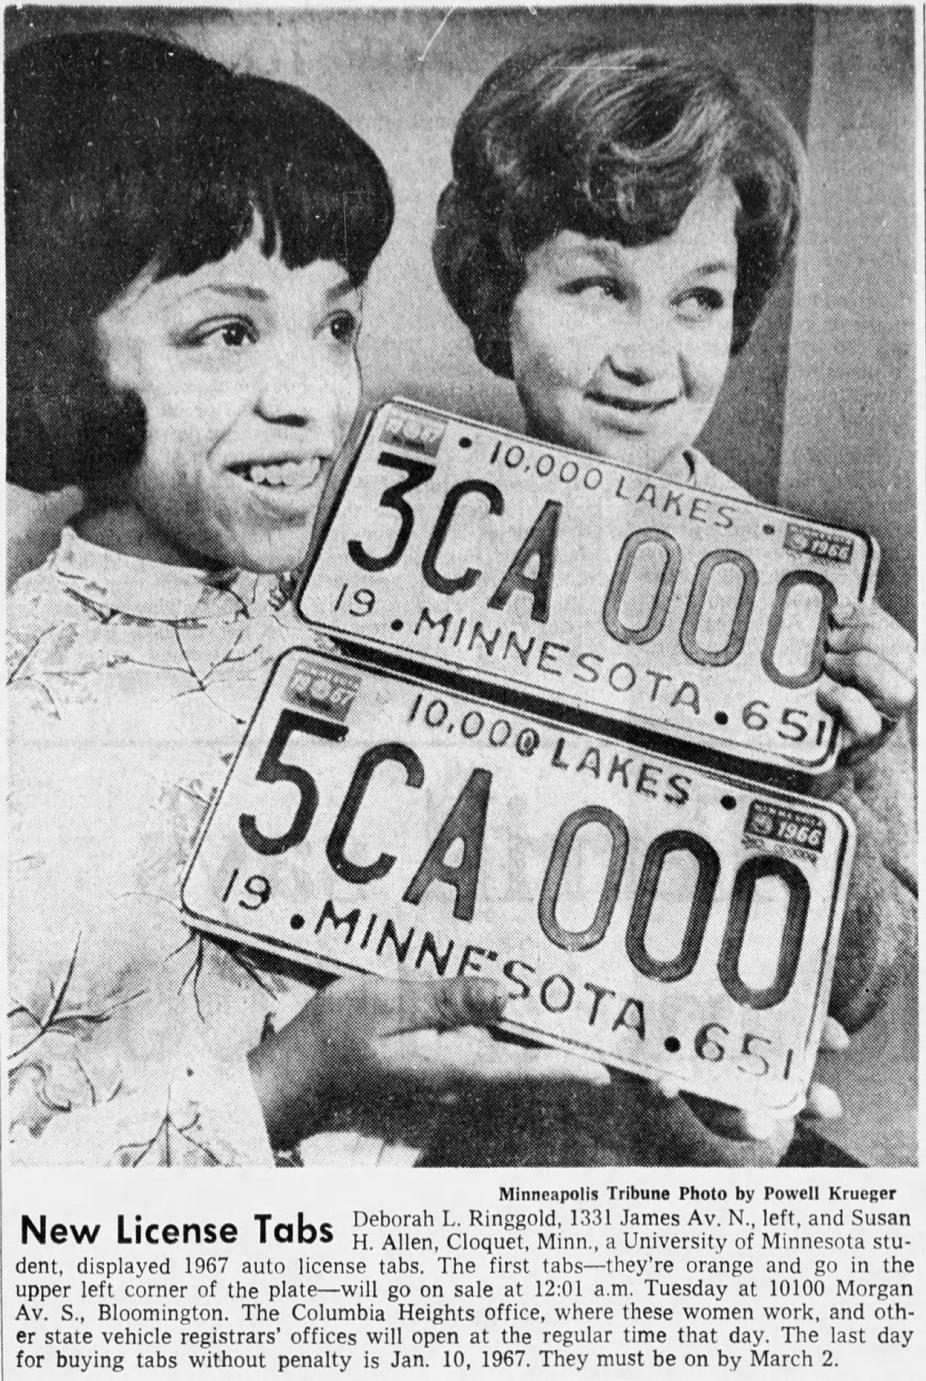 10,000 LAKES
1966
3CA 000
19 . MINNESOTA . 651
10,000 LAKES
1966
5CA 000
19 . MINNESOTA . 651
Minneapolis Tribune Photo by Powell Krueger
New License Tabs
Deborah L. Ringgold, 1331 James Av. N., left, and Susan
H. Allen, Cloquet, Minn., a University of Minnesota stu-
dent, displayed 1967 auto license tabs. The first tabs—they're orange and go in the
upper left corner of the plate—will go on sale at 12:01 a.m. Tuesday at 10100 Morgan
Av. S., Bloomington. The Columbia Heights office, where these women work, and oth-
er state vehicle registrars' offices will open at the regular time that day. The last day
for buying tabs without penalty is Jan. 10, 1967. They must be on by March 2.